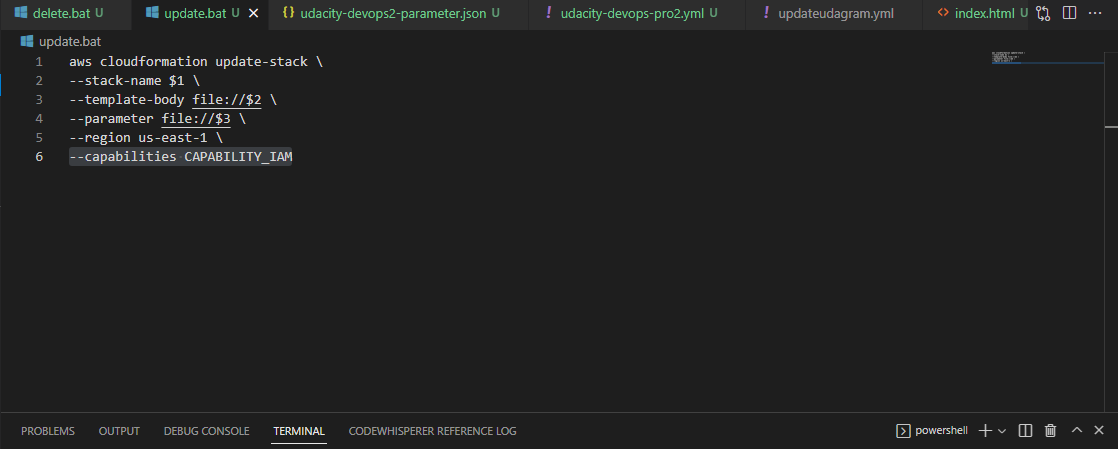 delete.bat U update.bat U {} udacity-devops2-parameter.json U ! udacity-devops-pro2.yml U ! updateudagram.yml <> index.html U
update.bat
1 aws cloudformation update-stack \
2 --stack-name $1 \
3 --template-body file://$2 \
4 --parameter file://$3 \
5 --region us-east-1 \
6 --capabilities CAPABILITY_IAM
PROBLEMS OUTPUT DEBUG CONSOLE TERMINAL CODEWHISPERER REFERENCE LOG powershell